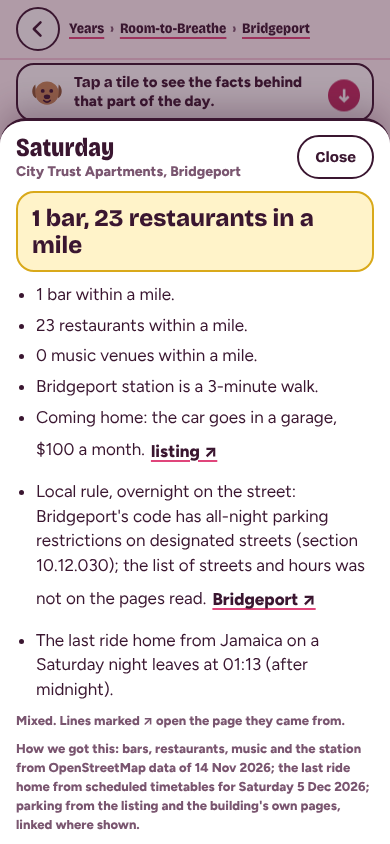 Years › Room-to-Breathe › Bridgeport
Tap a tile to see the facts behind
that part of the day.
Saturday
City Trust Apartments, Bridgeport
Close
1 bar, 23 restaurants in a
mile
• 1 bar within a mile.
• 23 restaurants within a mile.
• 0 music venues within a mile.
• Bridgeport station is a 3-minute walk.
• Coming home: the car goes in a garage,
$100 a month. listing ↗
• Local rule, overnight on the street:
Bridgeport's code has all-night parking
restrictions on designated streets (section
10.12.030); the list of streets and hours was
not on the pages read. Bridgeport ↗
• The last ride home from Jamaica on a
Saturday night leaves at 01:13 (after
midnight).
Mixed. Lines marked ↗ open the page they came from.
How we got this: bars, restaurants, music and the station
from OpenStreetMap data of 14 Nov 2026; the last ride
home from scheduled timetables for Saturday 5 Dec 2026;
parking from the listing and the building's own pages,
linked where shown.